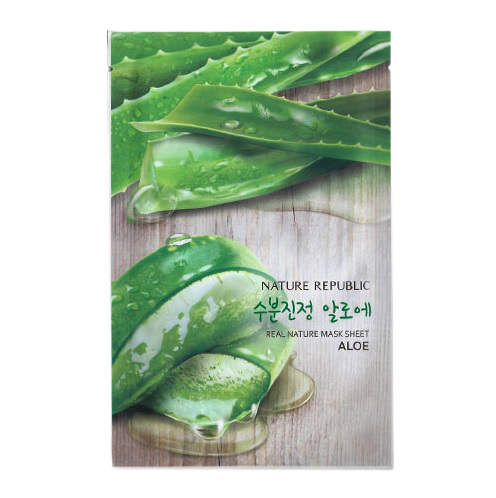 NATURE REPUBLIC
수분진정 알로에
REAL NATURE MASK SHEET
ALOE